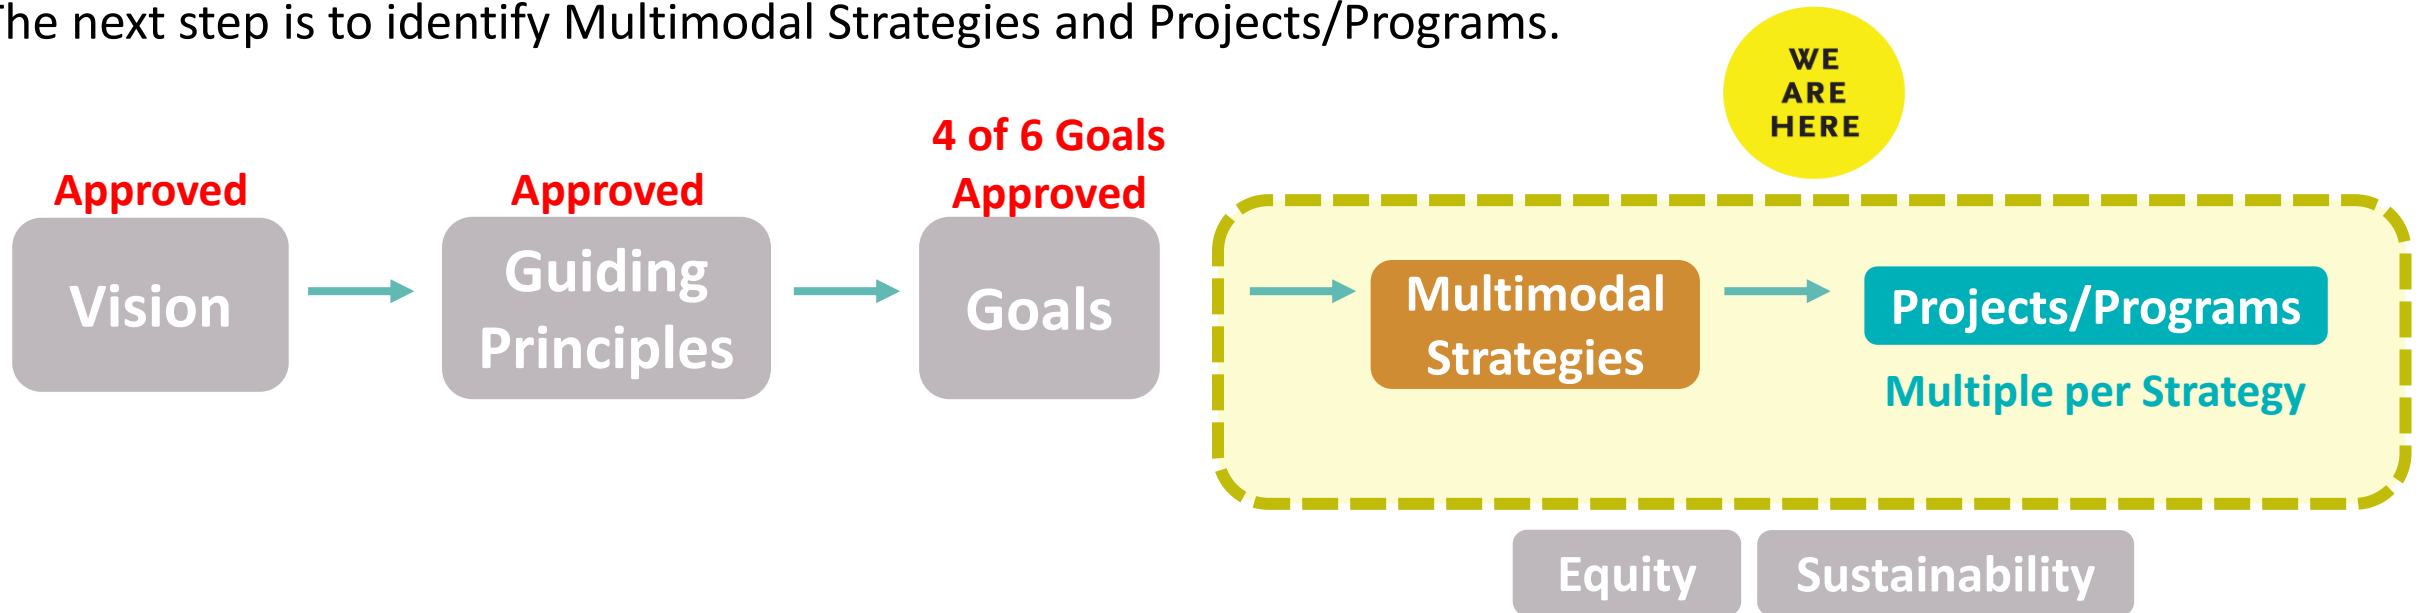 The next step is to identify Multimodal Strategies and Projects/Programs.
WE
ARE
HERE
4 of 6 Goals
Approved
Approved
Approved
Vision
Guiding
Principles
Goals
Multimodal
Strategies
Projects/Programs
Multiple per Strategy
Equity
Sustainability